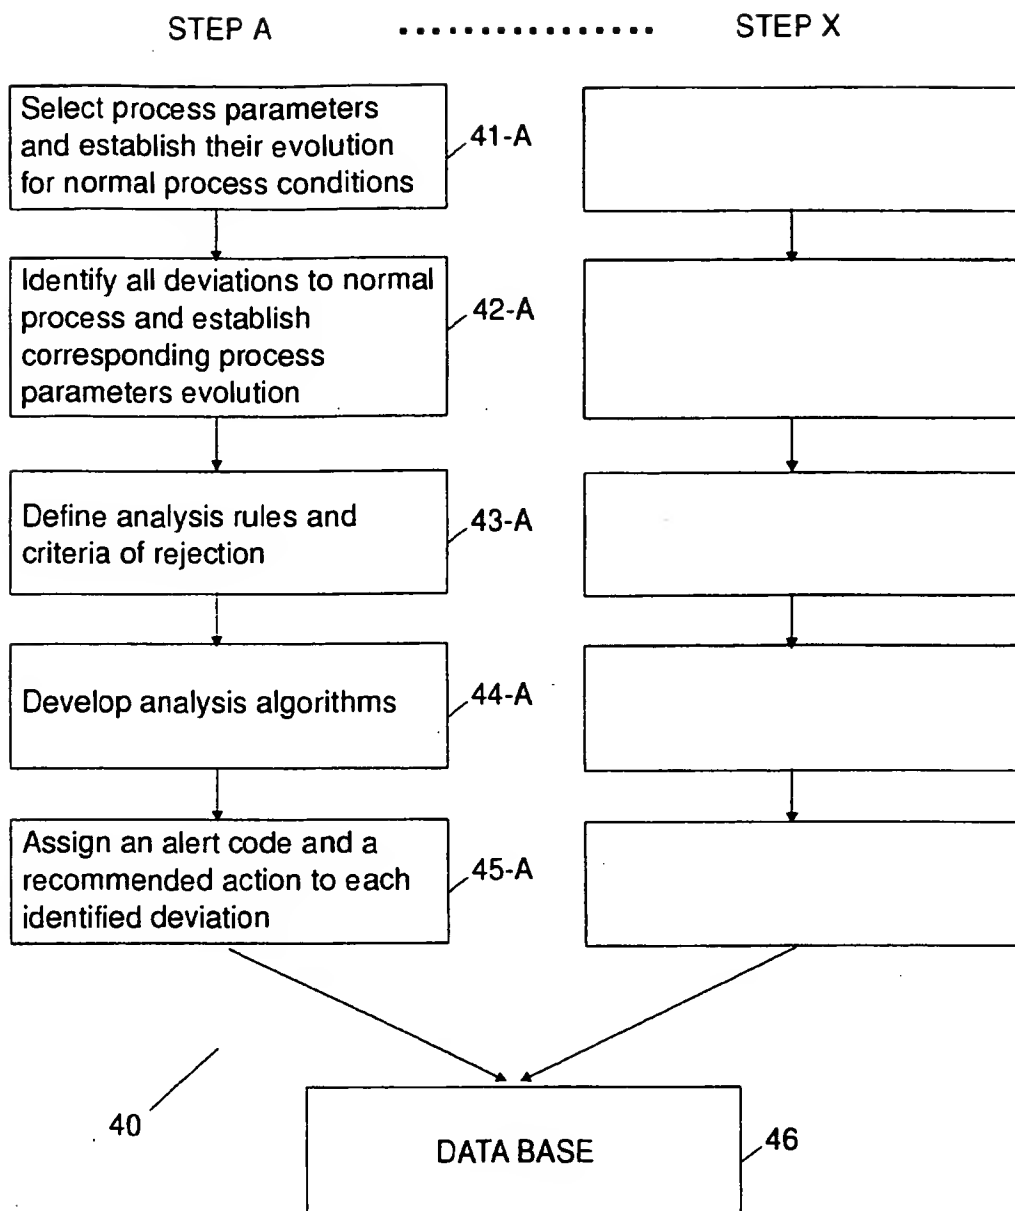 STEP A ............... STEP X
Select process parameters
and establish their evolution
for normal process conditions
41-A
Identify all deviations to normal
process and establish
corresponding process
parameters evolution
42-A
Define analysis rules and
criteria of rejection
43-A
Develop analysis algorithms
44-A
Assign an alert code and a
recommended action to each
identified deviation
45-A
40
DATA BASE
46